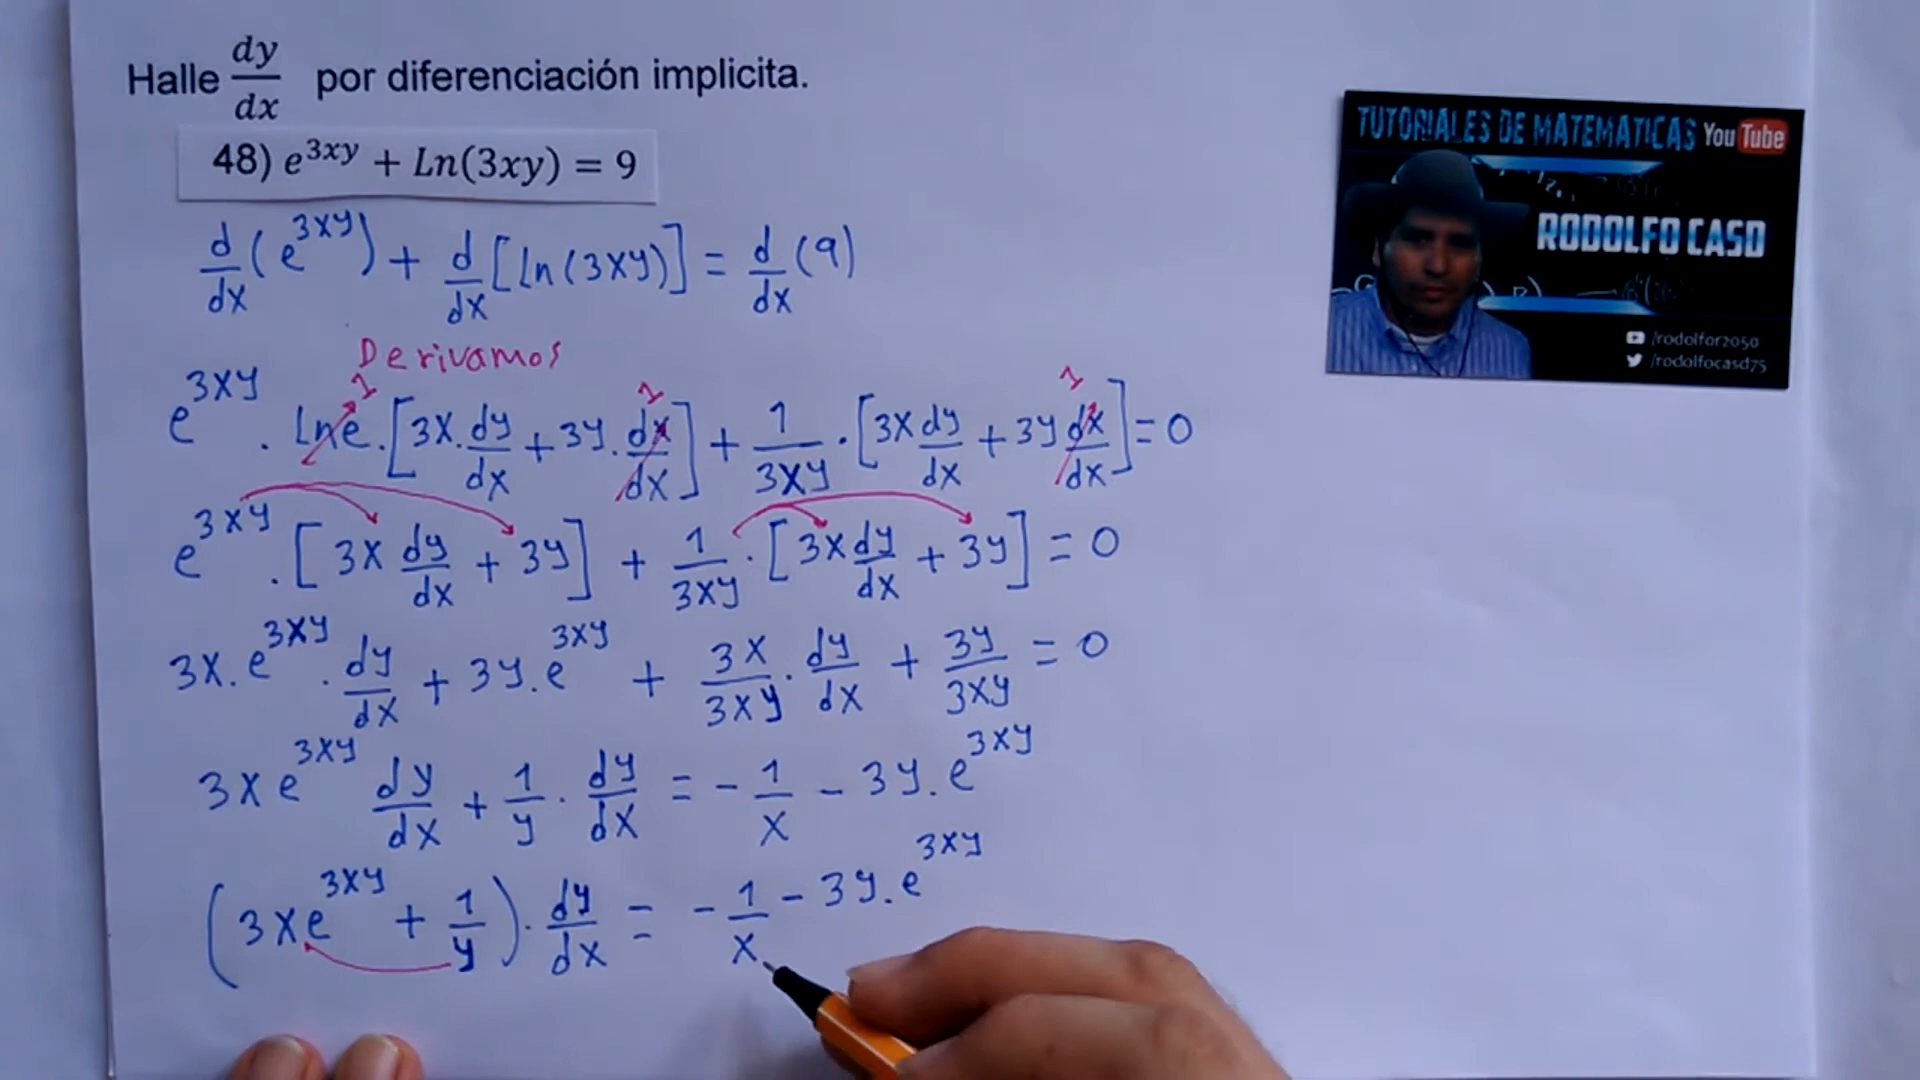 Halle dy/dx por diferenciación implicita.
48) e^{3xy} + Ln(3xy) = 9
d/dx (e^{3xy}) + d/dx [ln(3xy)] = d/dx (9)
Derivamos
e^{3xy} . Lne . [3x . dy/dx + 3y . dx/dx] + 1/3xy . [3x dy/dx + 3y dx/dx] = 0
1 1 1
e^{3xy} . [3x dy/dx + 3y] + 1/3xy . [3x dy/dx + 3y] = 0
3x . e^{3xy} . dy/dx + 3y . e^{3xy} + 3x/3xy . dy/dx + 3y/3xy = 0
3x e^{3xy} dy/dx + 1/y . dy/dx = - 1/x - 3y . e^{3xy}
(3x e^{3xy} + 1/y) . dy/dx = - 1/x - 3y . e^{3xy}
TUTORIALES DE MATEMATICAS YouTube
RODOLFO CASD
/rodolfor2050
/rodolfocasd75